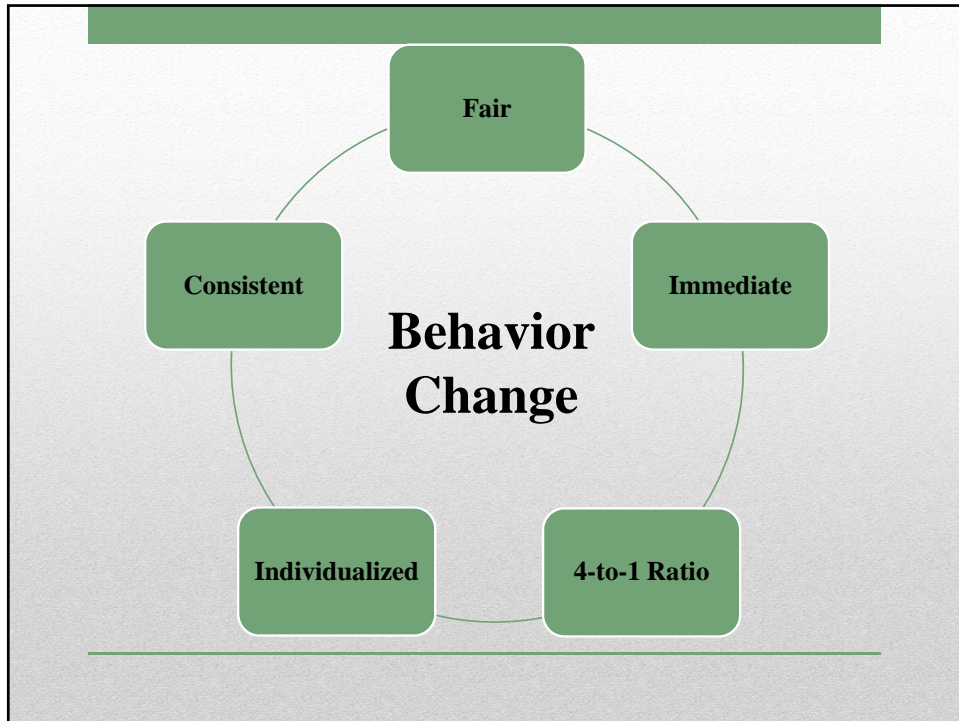 Fair
Consistent
Immediate
Behavior
Change
Individualized
4-to-1 Ratio